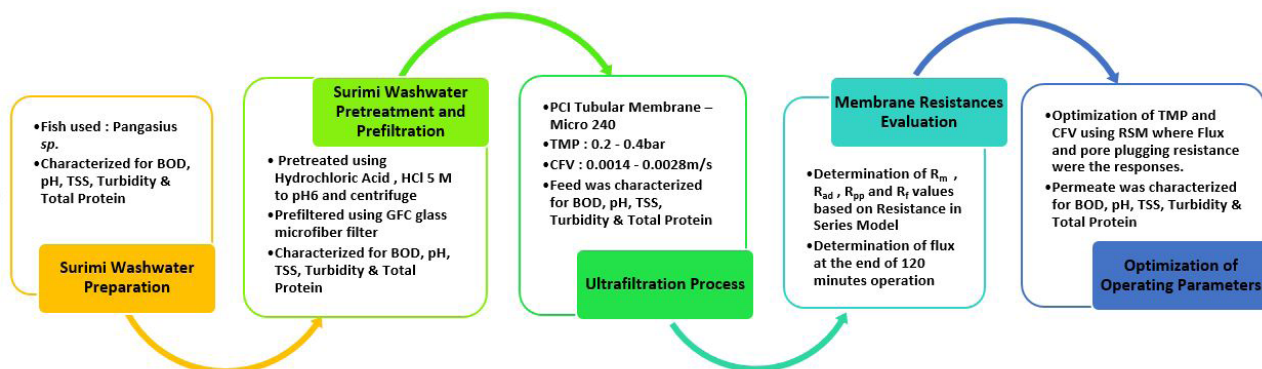 •Fish used : Pangasius
sp.
•Characterized for BOD,
pH, TSS, Turbidity &
Total Protein
Surimi Washwater
Preparation
Surimi Washwater
Pretreatment and
Prefiltration
• Pretreated using
Hydrochloric Acid , HCl 5 M
to pH6 and centrifuge
•Prefiltered using GFC glass
microfiber filter
•Characterized for BOD, pH,
TSS, Turbidity & Total
Protein
•PCI Tubular Membrane –
Micro 240
•TMP : 0.2 - 0.4bar
•CFV : 0.0014 - 0.0028m/s
•Feed was characterized
for BOD, pH, TSS,
Turbidity & Total Protein
Ultrafiltration Process
Membrane Resistances
Evaluation
•Determination of Rm ,
Rad , Rpp and Rf values
based on Resistance in
Series Model
•Determination of flux
at the end of 120
minutes operation
•Optimization of TMP and
CFV using RSM where Flux
and pore plugging resistance
were the responses.
•Permeate was characterized
for BOD, pH, TSS, Turbidity &
Total Protein
Optimization of
Operating Parameters